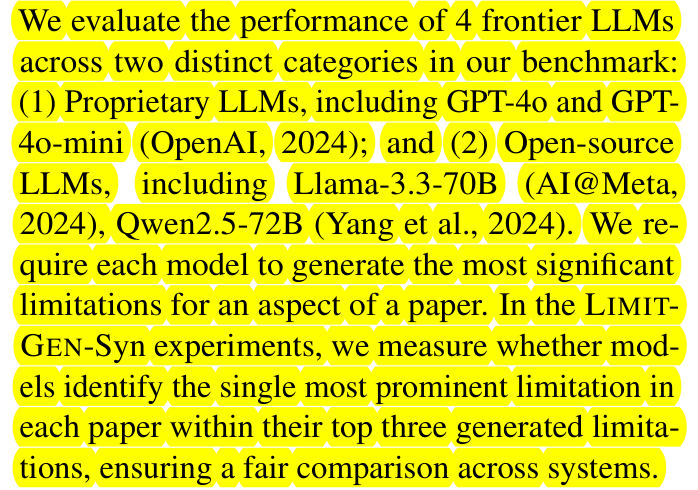 We evaluate the performance of 4 frontier LLMs
across two distinct categories in our benchmark:
(1) Proprietary LLMs, including GPT-4o and GPT-
4o-mini (OpenAI, 2024); and (2) Open-source
LLMs, including Llama-3.3-70B (AI@Meta,
2024), Qwen2.5-72B (Yang et al., 2024). We re-
quire each model to generate the most significant
limitations for an aspect of a paper. In the LIMIT-
GEN-Syn experiments, we measure whether mod-
els identify the single most prominent limitation in
each paper within their top three generated limita-
tions, ensuring a fair comparison across systems.